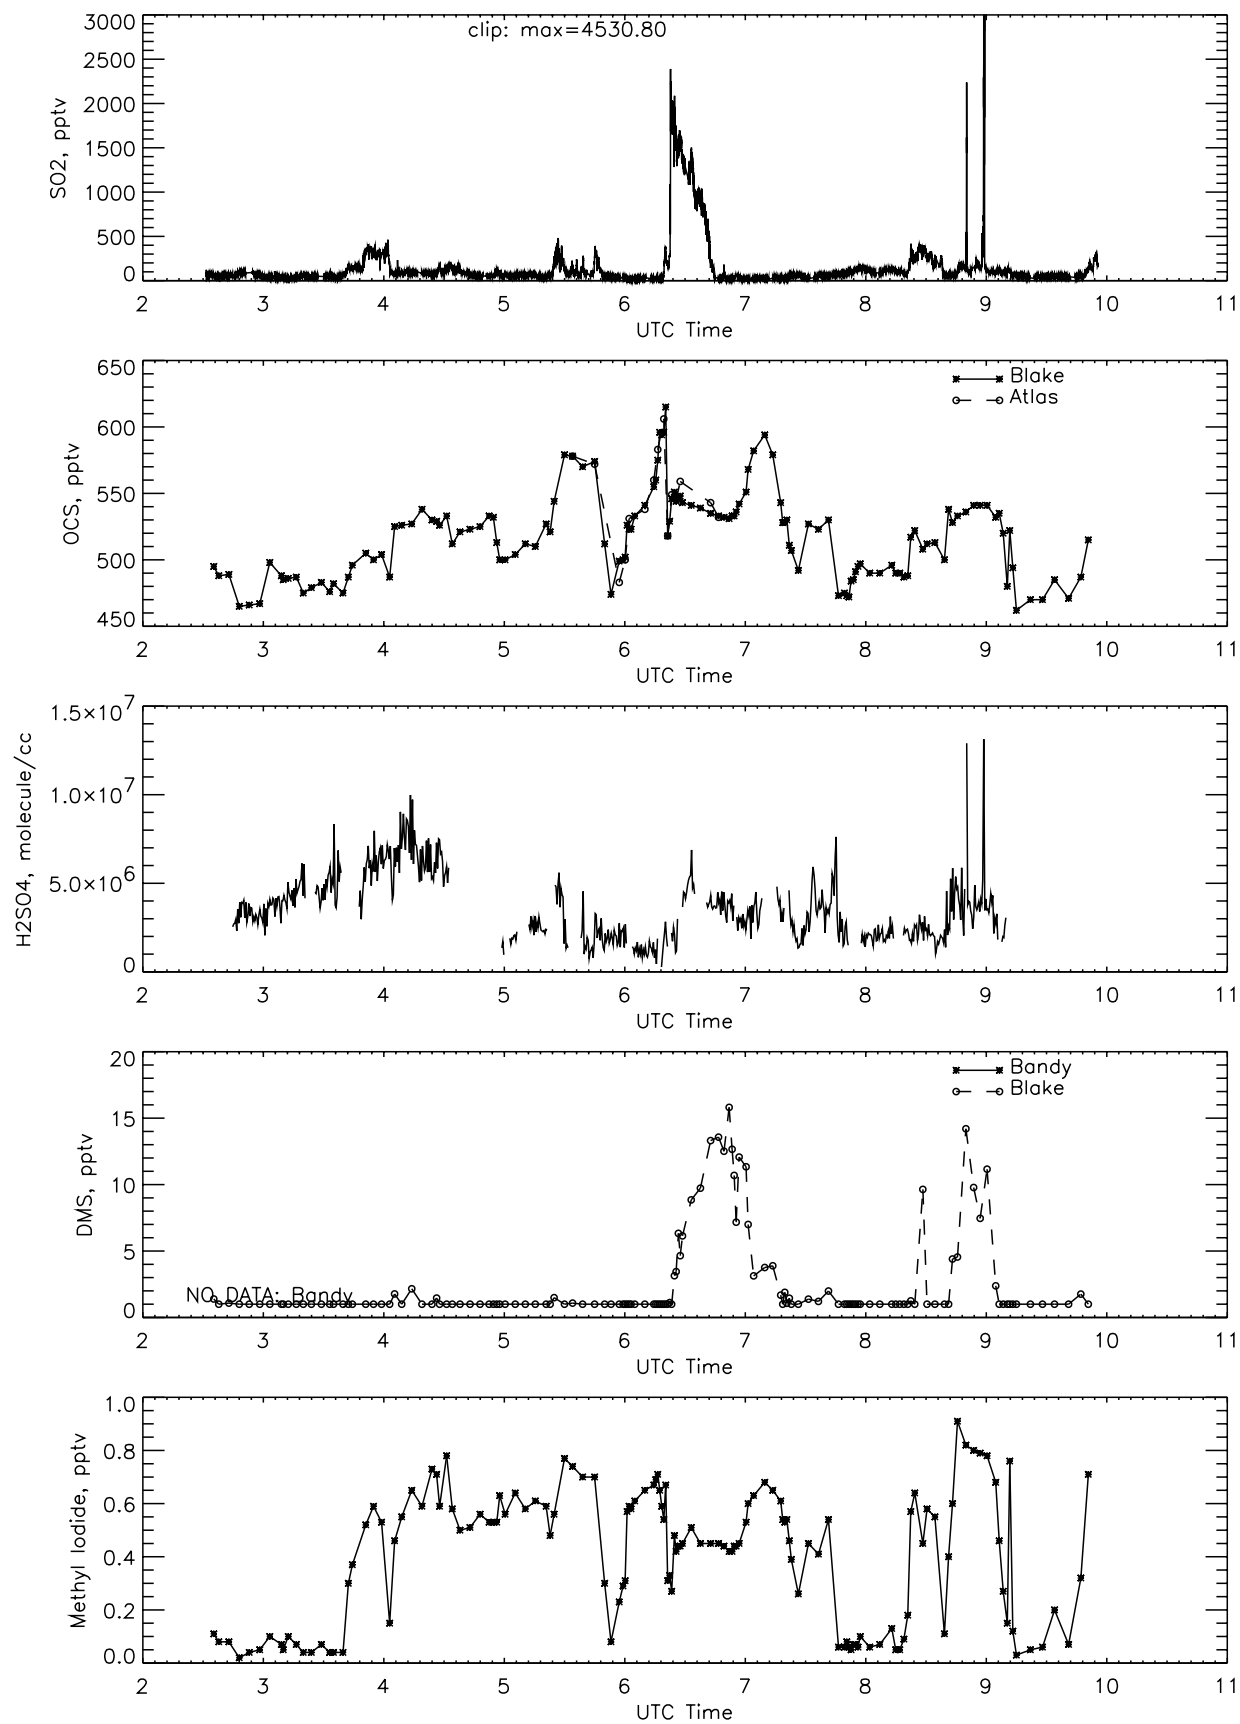 clip: max=4530.80
SO2, pptv
3000
2500
2000
1500
1000
500
0
2 3 4 5 6 7 8 9 10 11
UTC Time
Blake
Atlas
OCS, pptv
650
600
550
500
450
2 3 4 5 6 7 8 9 10 11
UTC Time
H2SO4, molecule/cc
1.5×10⁷
1.0×10⁷
5.0×10⁶
0
2 3 4 5 6 7 8 9 10 11
UTC Time
Bandy
Blake
DMS, pptv
20
15
10
5
0
NO DATA: Bandy
2 3 4 5 6 7 8 9 10 11
UTC Time
Methyl Iodide, pptv
1.0
0.8
0.6
0.4
0.2
0.0
2 3 4 5 6 7 8 9 10 11
UTC Time